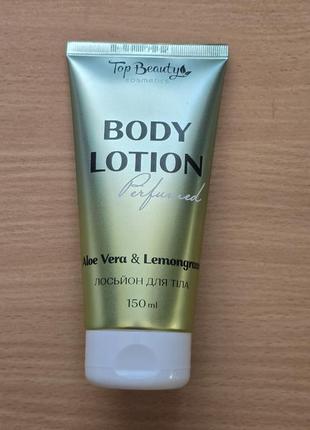 Top Beauty
cosmetics
BODY
LOTION
Perfumed
Aloe Vera & Lemongrass
ЛОСЬЙОН ДЛЯ ТІЛА
150 ml